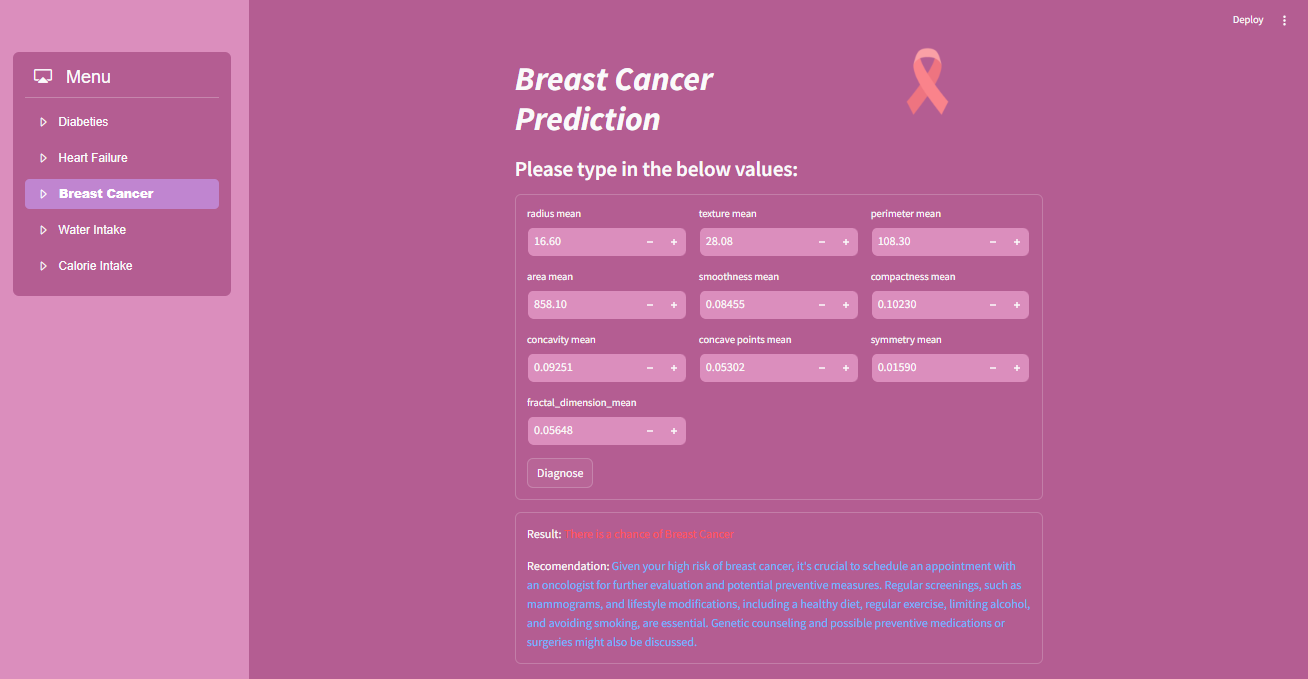 Deploy
Menu
Diabeties
Heart Failure
Breast Cancer
Water Intake
Calorie Intake
Breast Cancer
Prediction
Please type in the below values:
radius mean texture mean perimeter mean
16.60 − + 28.08 − + 108.30 − +
area mean smoothness mean compactness mean
858.10 − + 0.08455 − + 0.10230 − +
concavity mean concave points mean symmetry mean
0.09251 − + 0.05302 − + 0.01590 − +
fractal_dimension_mean
0.05648 − +
Diagnose
Result: There is a chance of Breast Cancer
Recomendation: Given your high risk of breast cancer, it's crucial to schedule an appointment with
an oncologist for further evaluation and potential preventive measures. Regular screenings, such as
mammograms, and lifestyle modifications, including a healthy diet, regular exercise, limiting alcohol,
and avoiding smoking, are essential. Genetic counseling and possible preventive medications or
surgeries might also be discussed.